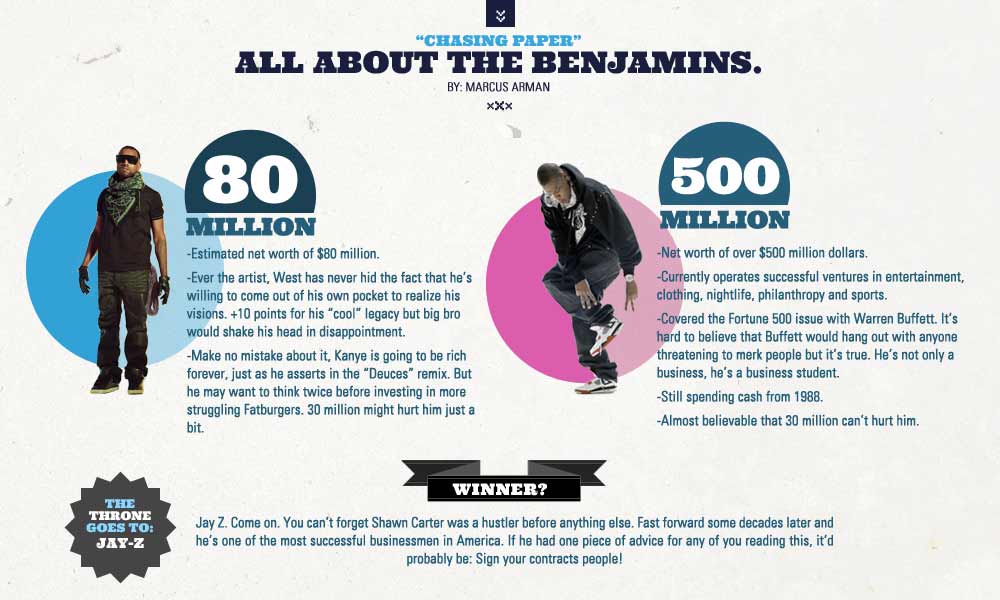 “CHASING PAPER”
ALL ABOUT THE BENJAMINS.
BY: MARCUS ARMAN
80
MILLION
-Estimated net worth of $80 million.
-Ever the artist, West has never hid the fact that he’s
willing to come out of his own pocket to realize his
visions. +10 points for his “cool” legacy but big bro
would shake his head in disappointment.
-Make no mistake about it, Kanye is going to be rich
forever, just as he asserts in the “Deuces” remix. But
he may want to think twice before investing in more
struggling Fatburgers. 30 million might hurt him just a
bit.
500
MILLION
-Net worth of over $500 million dollars.
-Currently operates successful ventures in entertainment,
clothing, nightlife, philanthropy and sports.
-Covered the Fortune 500 issue with Warren Buffett. It’s
hard to believe that Buffett would hang out with anyone
threatening to merk people but it’s true. He’s not only a
business, he’s a business student.
-Still spending cash from 1988.
-Almost believable that 30 million can’t hurt him.
WINNER?
THE
THRONE
GOES TO:
JAY-Z
Jay Z. Come on. You can’t forget Shawn Carter was a hustler before anything else. Fast forward some decades later and
he’s one of the most successful businessmen in America. If he had one piece of advice for any of you reading this, it’d
probably be: Sign your contracts people!